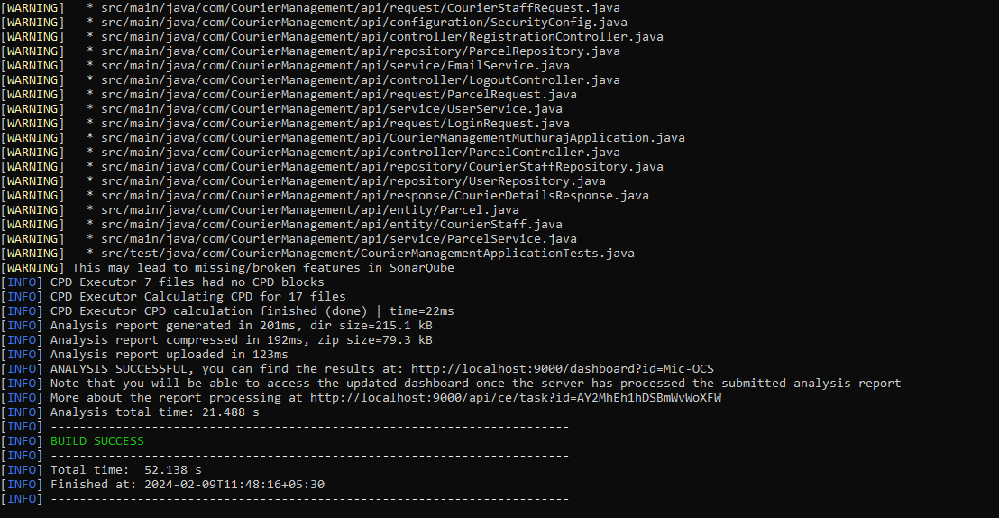 [WARNING]   * src/main/java/com/CourierManagement/api/request/CourierStaffRequest.java
[WARNING]   * src/main/java/com/CourierManagement/api/configuration/SecurityConfig.java
[WARNING]   * src/main/java/com/CourierManagement/api/controller/RegistrationController.java
[WARNING]   * src/main/java/com/CourierManagement/api/repository/ParcelRepository.java
[WARNING]   * src/main/java/com/CourierManagement/api/service/EmailService.java
[WARNING]   * src/main/java/com/CourierManagement/api/controller/LogoutController.java
[WARNING]   * src/main/java/com/CourierManagement/api/request/ParcelRequest.java
[WARNING]   * src/main/java/com/CourierManagement/api/service/UserService.java
[WARNING]   * src/main/java/com/CourierManagement/api/request/LoginRequest.java
[WARNING]   * src/main/java/com/CourierManagement/api/CourierManagementMuthurajApplication.java
[WARNING]   * src/main/java/com/CourierManagement/api/controller/ParcelController.java
[WARNING]   * src/main/java/com/CourierManagement/api/repository/CourierStaffRepository.java
[WARNING]   * src/main/java/com/CourierManagement/api/repository/UserRepository.java
[WARNING]   * src/main/java/com/CourierManagement/api/response/CourierDetailsResponse.java
[WARNING]   * src/main/java/com/CourierManagement/api/entity/Parcel.java
[WARNING]   * src/main/java/com/CourierManagement/api/entity/CourierStaff.java
[WARNING]   * src/main/java/com/CourierManagement/api/service/ParcelService.java
[WARNING]   * src/test/java/com/CourierManagement/CourierManagementApplicationTests.java
[WARNING] This may lead to missing/broken features in SonarQube
[INFO] CPD Executor 7 files had no CPD blocks
[INFO] CPD Executor Calculating CPD for 17 files
[INFO] CPD Executor CPD calculation finished (done) | time=22ms
[INFO] Analysis report generated in 201ms, dir size=215.1 kB
[INFO] Analysis report compressed in 192ms, zip size=79.3 kB
[INFO] Analysis report uploaded in 123ms
[INFO] ANALYSIS SUCCESSFUL, you can find the results at: http://localhost:9000/dashboard?id=Mic-OCS
[INFO] Note that you will be able to access the updated dashboard once the server has processed the submitted analysis report
[INFO] More about the report processing at http://localhost:9000/api/ce/task?id=AY2MhEh1hDSBmWvWoXFW
[INFO] Analysis total time: 21.488 s
[INFO] ------------------------------------------------------------------------
[INFO] BUILD SUCCESS
[INFO] ------------------------------------------------------------------------
[INFO] Total time:  52.138 s
[INFO] Finished at: 2024-02-09T11:48:16+05:30
[INFO] ------------------------------------------------------------------------